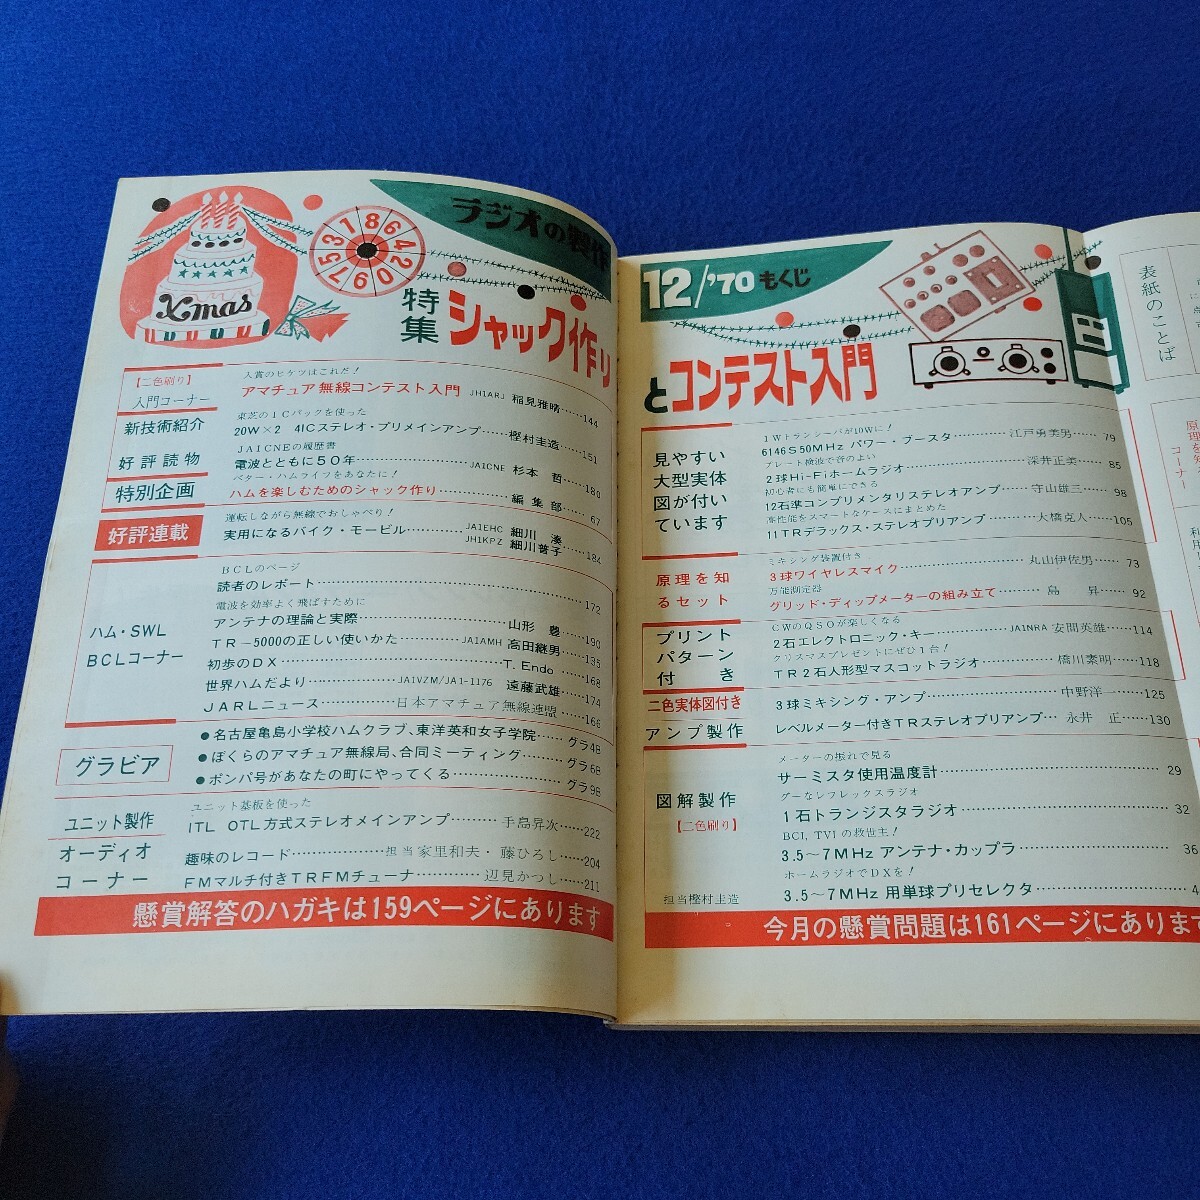 ラジオの製作
Xmas
1 8 6 4 2 0 9 7 5 3
特集 シャック作り
【二色刷り】
入門コーナー
入賞のヒケツはこれだ！
アマチュア無線コンテスト入門 JH1ARJ 稲見雅晴……144
新技術紹介
東芝のICパックを使った
20W×2 4ICステレオ・プリメインアンプ……樫村圭造……151
好評読物
JA1CNEの履歴書
電波とともに50年……JA1CNE 杉本 哲……180
特別企画
ベター・ハムライフをあなたに！
ハムを楽しむためのシャック作り……編集部……67
好評連載
運転しながら無線でおしゃべり！
実用になるバイク・モービル……JA1EHC 細川 湊
JH1KPZ 細川普子……184
ハム・SWL
BCLコーナー
BCLのページ
読者のレポート……172
電波を効率よく飛ばすために
アンテナの理論と実際……山形 豊……190
TR-5000の正しい使いかた……JA1AMH 高田継男……135
初歩のDX……T. Endo……168
世界ハムだより……JA1VZM/JA1-1176 遠藤武雄……174
JARLニュース……日本アマチュア無線連盟……166
グラビア
●名古屋亀島小学校ハムクラブ、東洋英和女子学院……グラ4B
●ぼくらのアマチュア無線局、合同ミーティング……グラ6B
●ボンパ号があなたの町にやってくる……グラ9B
ユニット製作
ユニット基板を使った
ITL OTL方式ステレオメインアンプ……手島昇次……222
オーディオ
コーナー
趣味のレコード……担当 家里和夫・藤ひろし……204
FMマルチ付きTRFMチューナ……辺見かつし……211
懸賞解答のハガキは159ページにあります
12/'70 もくじ
とコンテスト入門
見やすい
大型実体
図が付い
ています
1Wトランシーバが10Wに！
6146S50MHz パワー・ブースタ……江戸勇美男……79
プレート検波で音のよい
2球Hi-Fiホームラジオ……深井正美……85
初心者にも簡単にできる
12石準コンプリメンタリステレオアンプ……守山雄三……98
高性能をスマートなケースにまとめた
11TRデラックス・ステレオプリアンプ……大橋克人……105
原理を知
るセット
ミキシング装置付き
3球ワイヤレスマイク……丸山伊佐男……73
万能測定器
グリッド・ディップメーターの組み立て……島 昇……92
プリント
パターン
付き
CWのQSOが楽しくなる
2石エレクトロニック・キー……JA1NRA 安間英雄……114
クリスマスプレゼントにぜひ1台！
TR2石人形型マスコットラジオ……橋川素明……118
二色実体図付き
アンプ製作
3球ミキシング・アンプ……中野洋一……125
レベルメーター付きTRステレオプリアンプ……永井 正……130
図解製作
【二色刷り】
担当樫村圭造
メーターの振れで見る
サーミスタ使用温度計……29
グーなレフレックスラジオ
1石トランジスタラジオ……32
BCI, TVIの救世主！
3.5〜7MHz アンテナ・カップラ……36
ホームラジオでDXを！
3.5〜7MHz 用単球プリセレクタ……4
今月の懸賞問題は161ページにあります
表紙のことば
原理を知
コーナー
利
用